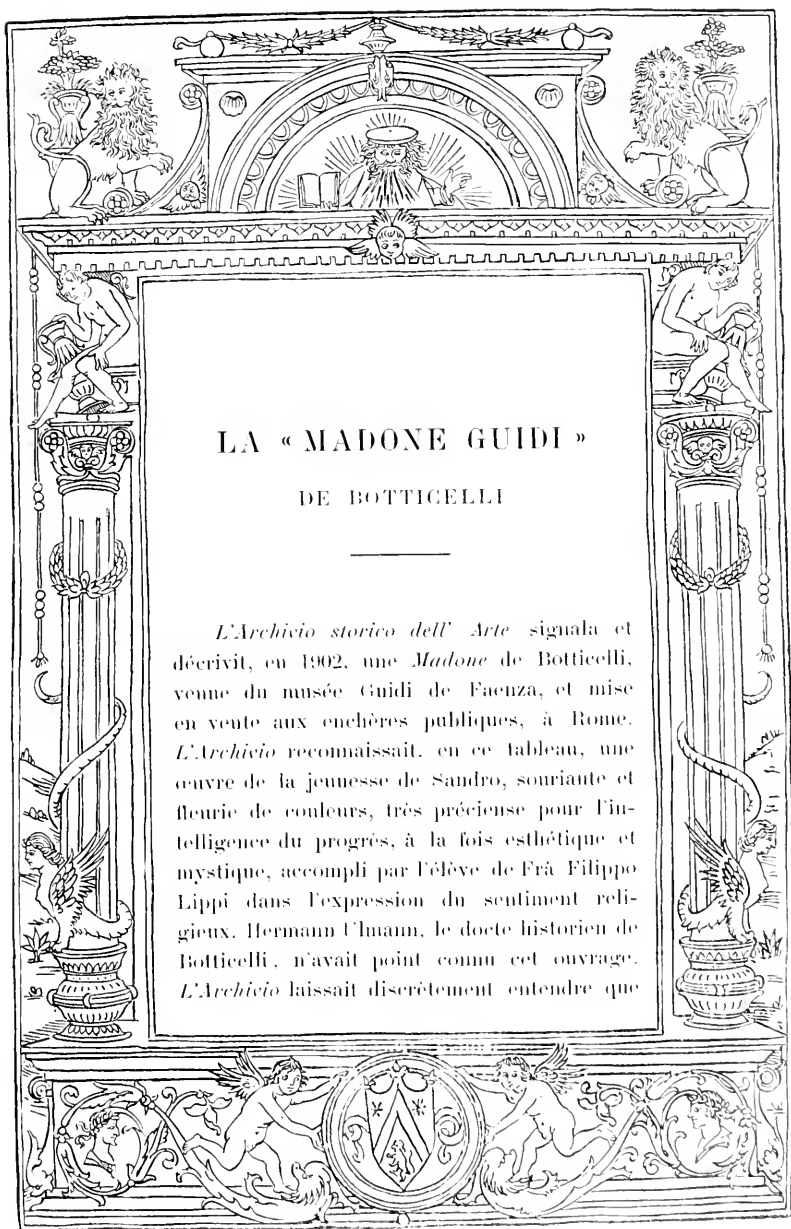 LA « MADONE GUIDI »
DE BOTTICELLI
L'Archivio storico dell' Arte signala et
décrivit, en 1902, une Madone de Botticelli,
venue du musée Guidi de Faenza, et mise
en vente aux enchères publiques, à Rome.
L'Archivio reconnaissait, en ce tableau, une
œuvre de la jeunesse de Sandro, souriante et
fleurie de couleurs, très précieuse pour l'in-
telligence du progrès, à la fois esthétique et
mystique, accompli par l'élève de Frà Filippo
Lippi dans l'expression du sentiment reli-
gieux. Hermann Ulmann, le docte historien de
Botticelli, n'avait point connu cet ouvrage.
L'Archivio laissait discrètement entendre que